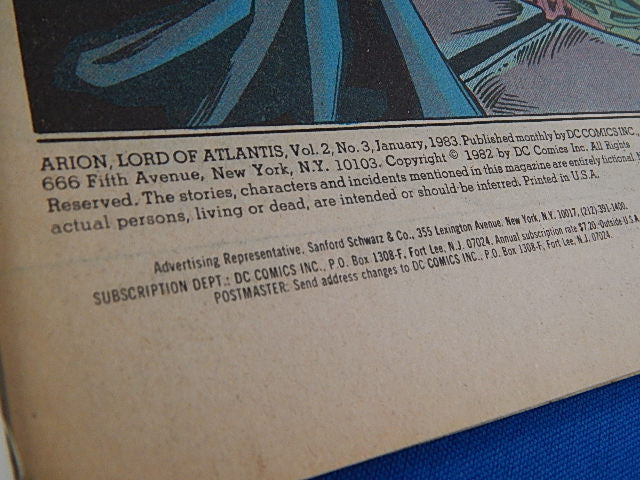 ARION, LORD OF ATLANTIS, Vol. 2, No. 3, January, 1983. Published monthly by DC COMICS INC.,
666 Fifth Avenue, New York, N.Y. 10103. Copyright © 1982 by DC Comics Inc. All Rights
Reserved. The stories, characters and incidents mentioned in this magazine are entirely fictional.
actual persons, living or dead, are intended or should be inferred. Printed in U.S.A.
Advertising Representative. Sanford Schwarz & Co., 355 Lexington Avenue. New York, N.Y. 10017, (212) 391-1400.
SUBSCRIPTION DEPT.: DC COMICS INC., P.O. Box 1308-F, Fort Lee, N.J. 07024. Annual subscription rate $7.20. Outside U.S.A.
POSTMASTER: Send address changes to DC COMICS INC., P.O. Box 1308-F, Fort Lee, N.J. 07024.